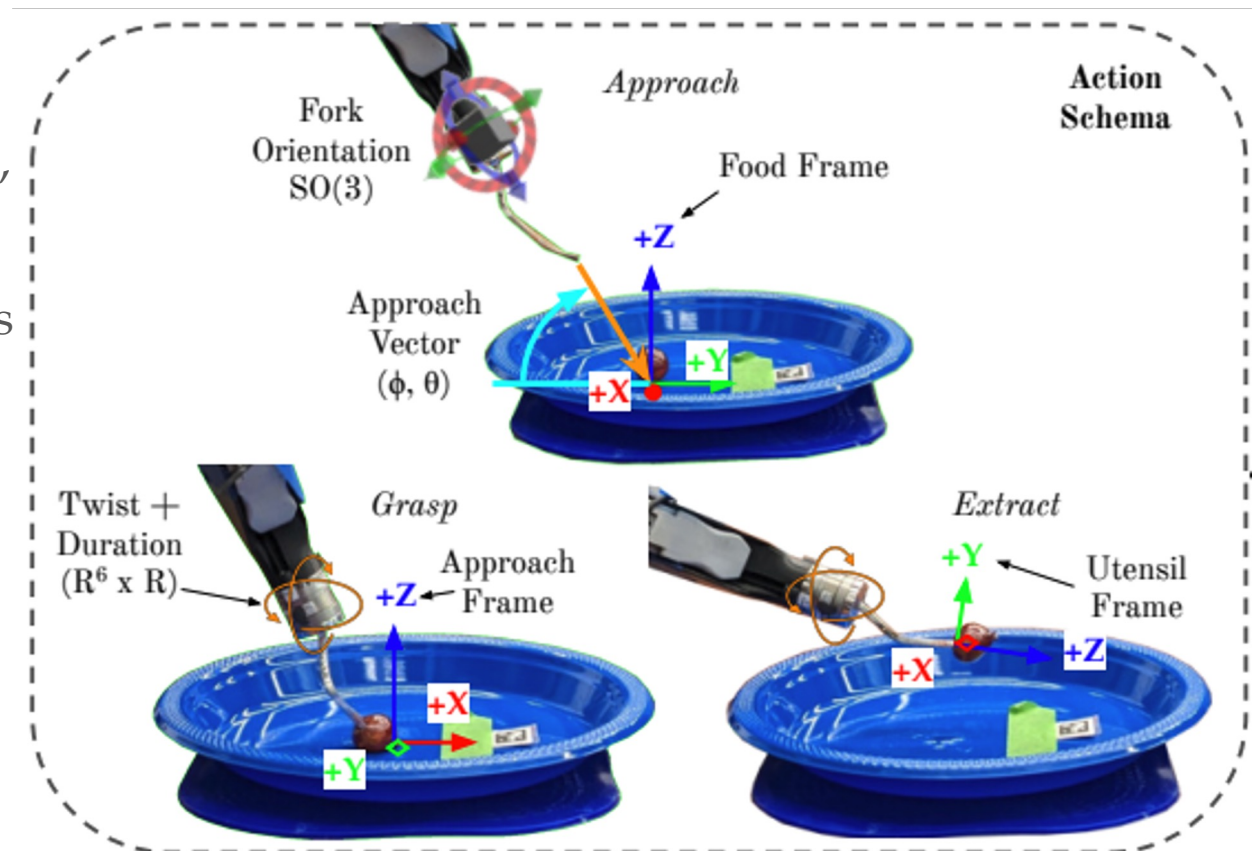 Action
Schema
Approach
Fork
Orientation
SO(3)
Food Frame
+Z
Approach
Vector
(ϕ, θ)
+Y
+X
,
s
Twist +
Duration
(R⁶ x R)
Grasp
Approach
Frame
+Z
+X
+Y
Extract
+Y
Utensil
Frame
+X
+Z